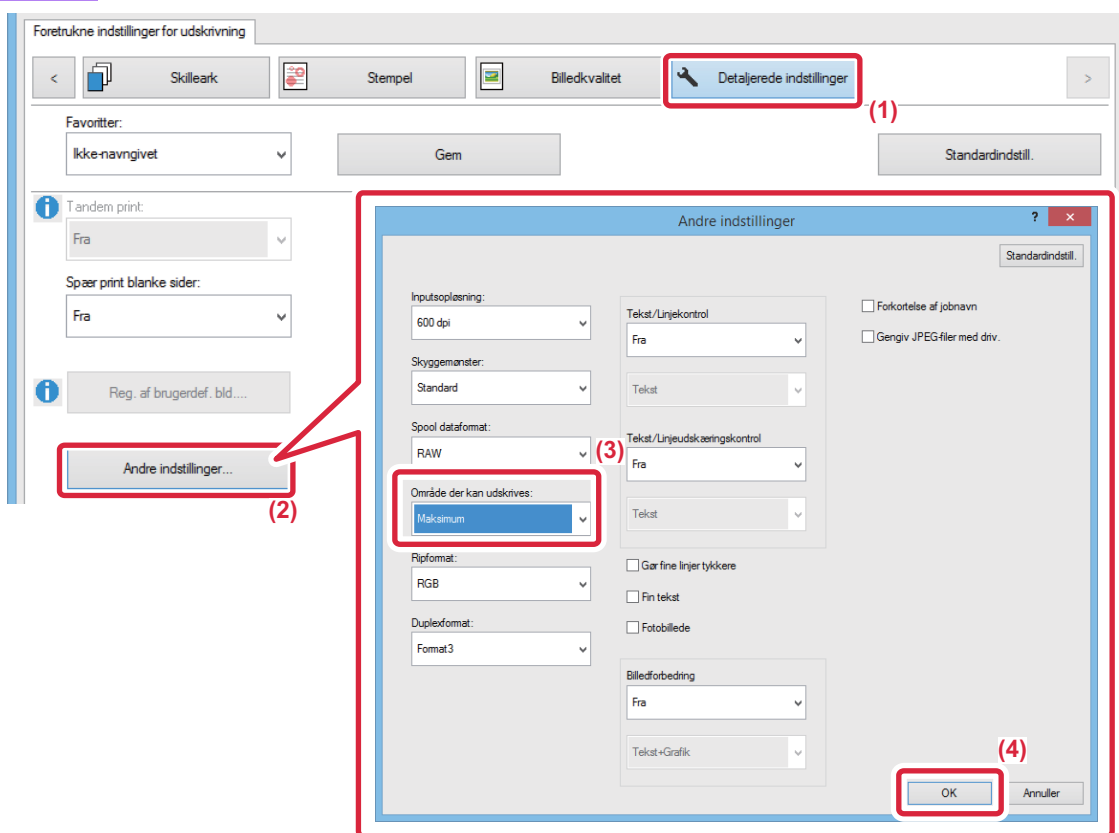 Foretrukne indstillinger for udskrivning
< Skilleark Stempel Billedkvalitet Detaljerede indstillinger >
(1)
Favoritter:
Ikke-navngivet Gem Standardindstill.
Tandem print:
Fra
Spær print blanke sider:
Fra
Reg. af brugerdef. bld....
Andre indstillinger...
(2)
Andre indstillinger ? ×
Standardindstill.
Inputsopløsning:
600 dpi
Skyggemønster:
Standard
Spool dataformat:
RAW
(3)
Område der kan udskrives:
Maksimum
Ripformat:
RGB
Duplexformat:
Format3
Tekst/Linjekontrol
Fra
Tekst
Tekst/Linjeudskæringskontrol
Fra
Tekst
Gør fine linjer tykkere
Fin tekst
Fotobillede
Billedforbedring
Fra
Tekst+Grafik
Forkortelse af jobnavn
Gengiv JPEG-filer med driv.
(4)
OK Annuller